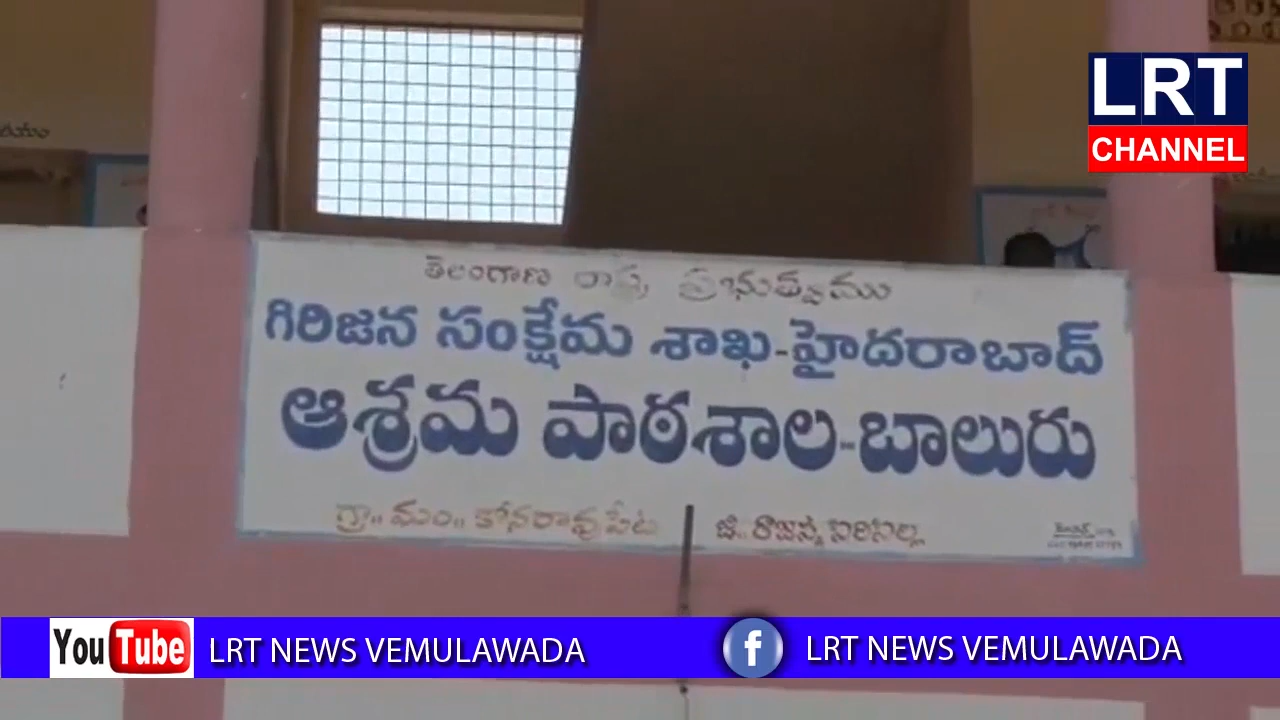 LRT
CHANNEL
తెలంగాణ రాష్ట్ర ప్రభుత్వము
గిరిజన సంక్షేమ శాఖ-హైదరాబాద్
ఆశ్రమ పాఠశాల-బాలురు
గ్రా,, మం,, కోనరావుపేట జి.. రాజన్న సిరిసిల్ల
YouTube LRT NEWS VEMULAWADA f LRT NEWS VEMULAWADA